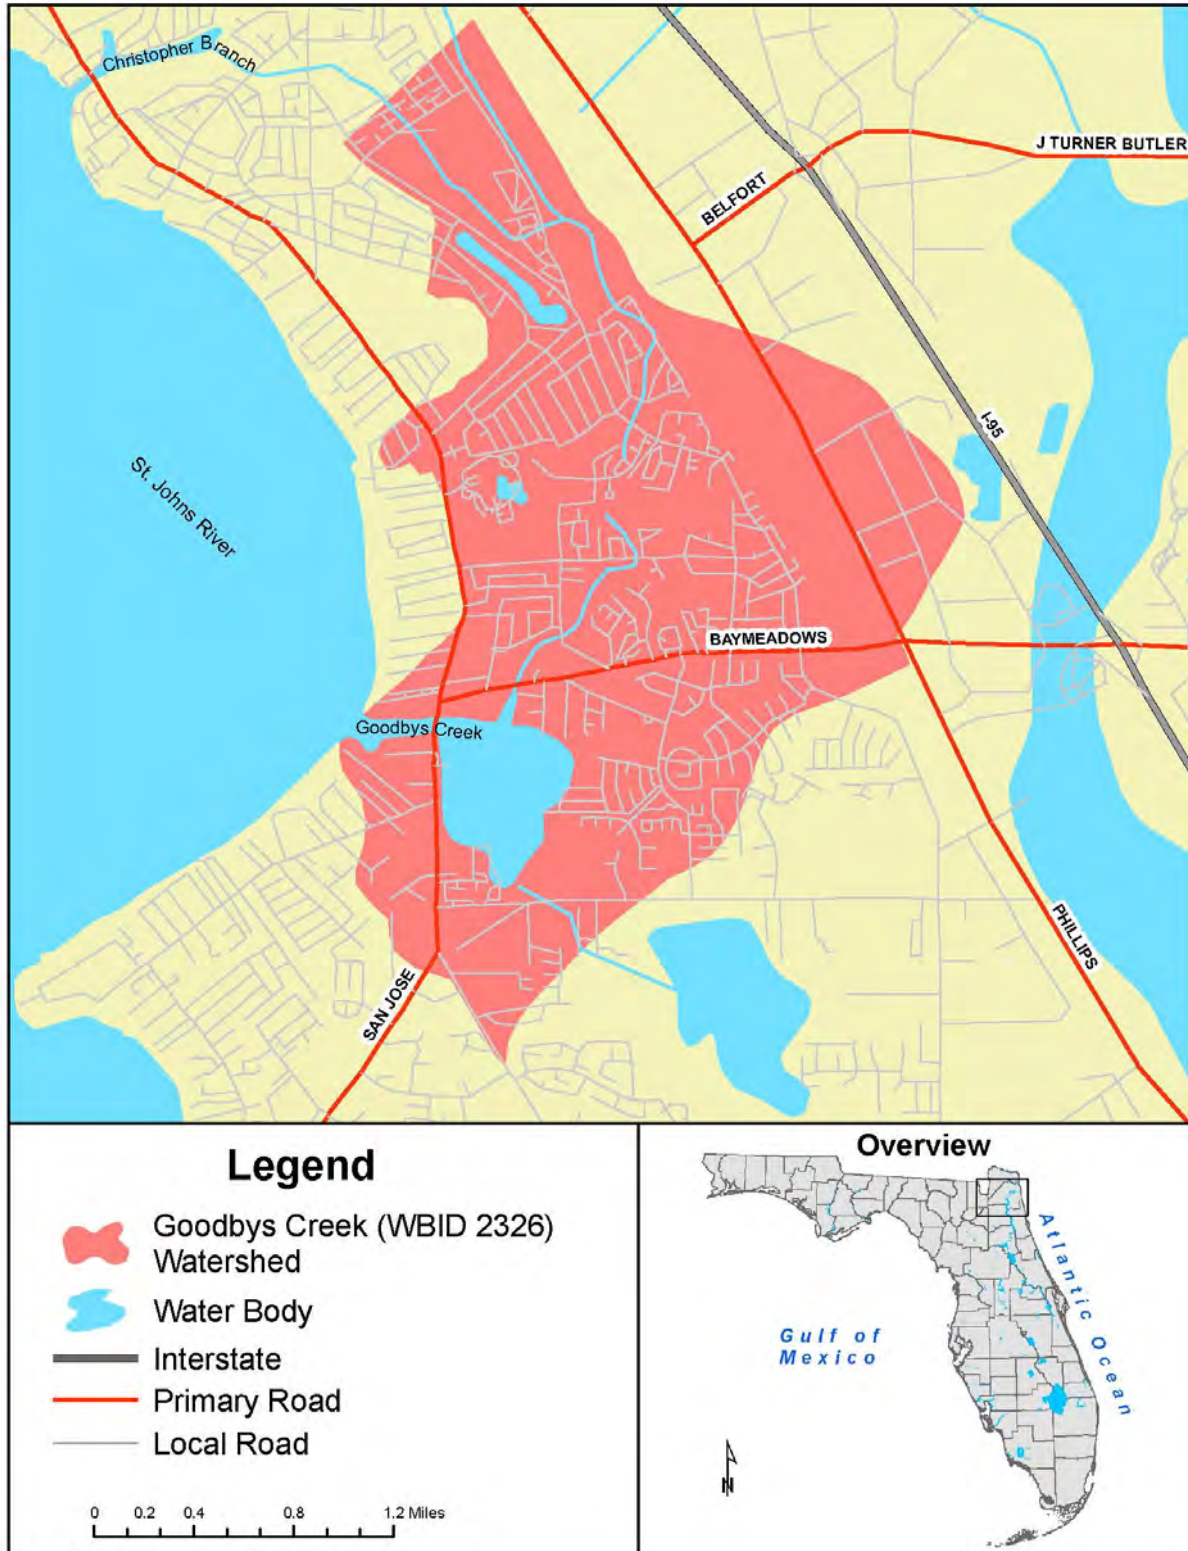 Christopher Branch
J TURNER BUTLER
BELFORT
I-95
St. Johns River
BAYMEADOWS
Goodbys Creek
PHILLIPS
SAN JOSE
Legend
Goodbys Creek (WBID 2326)
Watershed
Water Body
Interstate
Primary Road
Local Road
0 0.2 0.4 0.8 1.2 Miles
Overview
Atlantic Ocean
Gulf of
Mexico
N